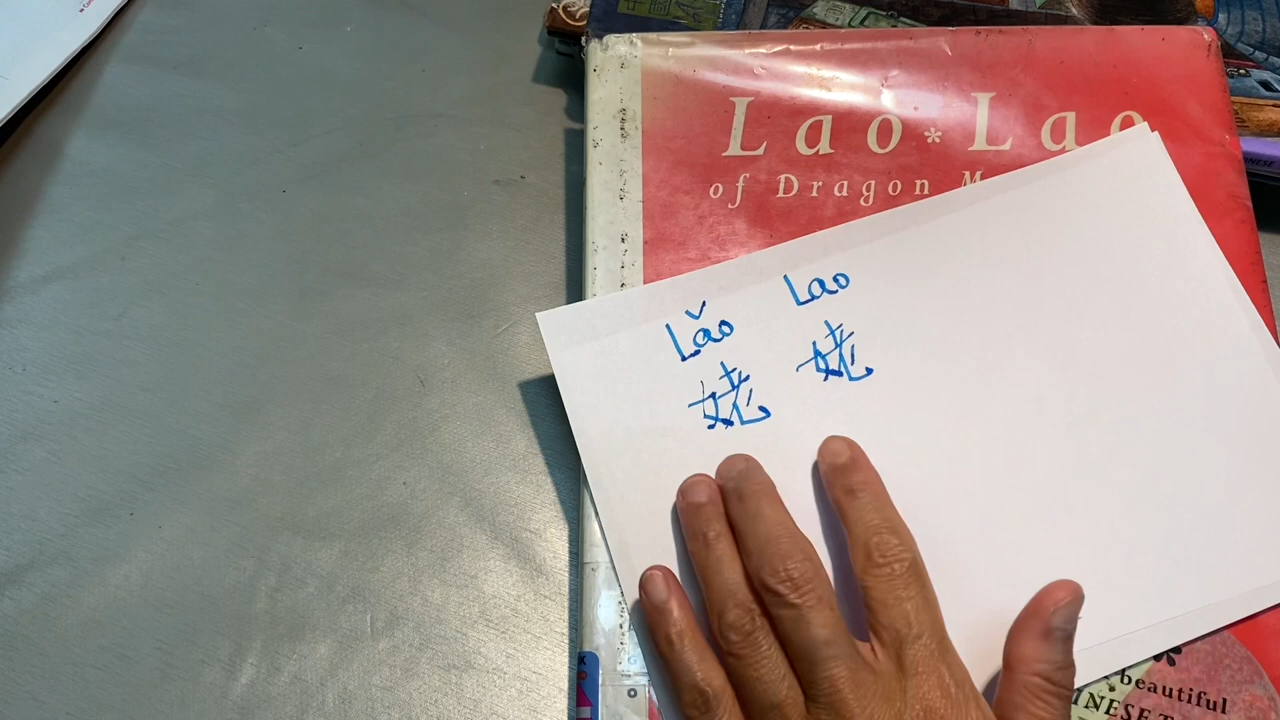 Lao * Lao
of Dragon
Lǎo Lao
姥 姥
beautiful